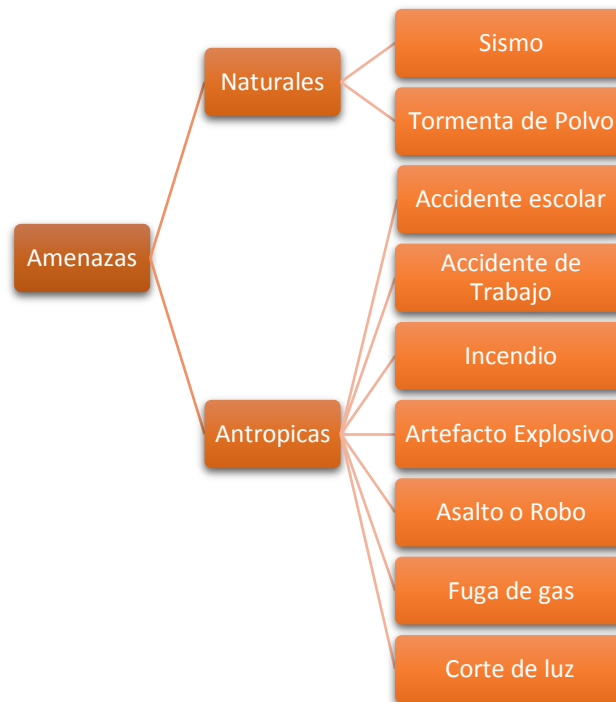 Amenazas
Naturales
Sismo
Tormenta de Polvo
Antropicas
Accidente escolar
Accidente de
Trabajo
Incendio
Artefacto Explosivo
Asalto o Robo
Fuga de gas
Corte de luz